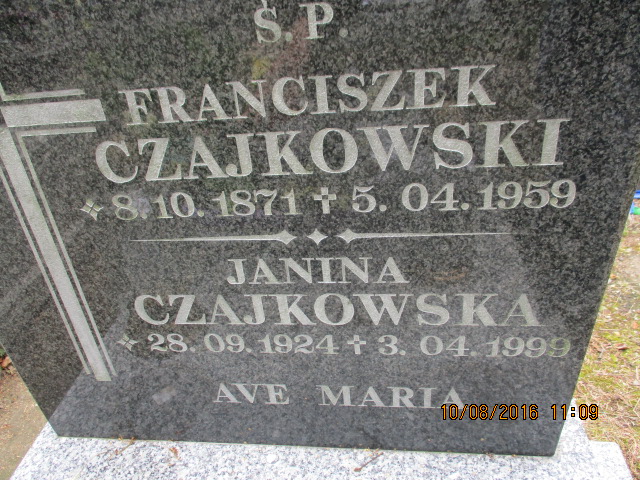 Ś. P.
FRANCISZEK
CZAJKOWSKI
8. 10. 1871 ✝ 5. 04. 1959
JANINA
CZAJKOWSKA
28. 09. 1924 ✝ 3. 04. 1999
AVE MARIA
10/08/2016 11:09